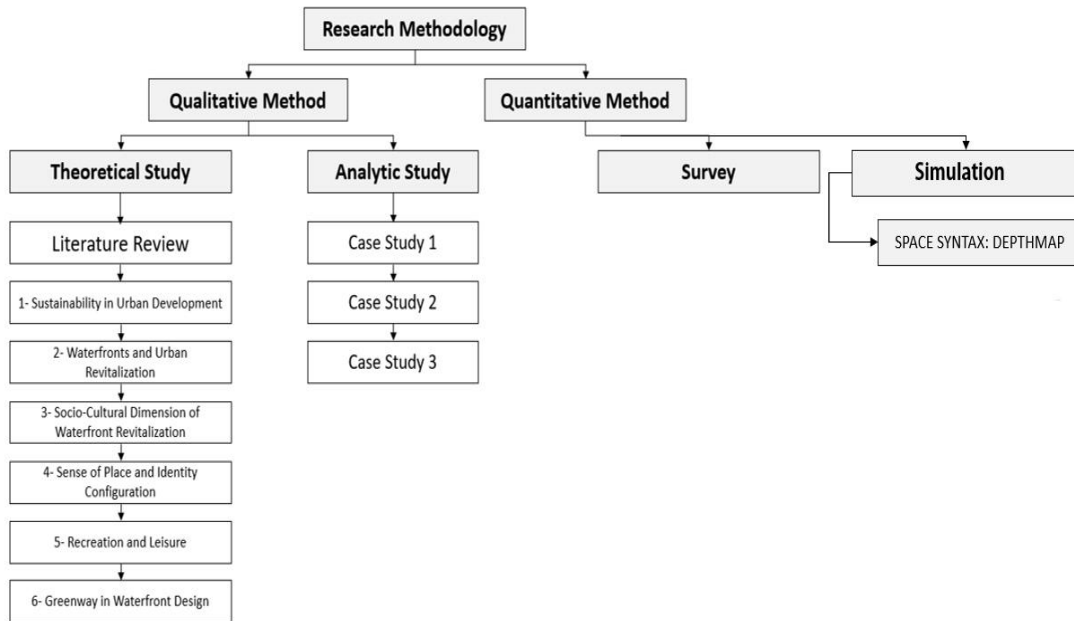 Research Methodology
Qualitative Method
Quantitative Method
Theoretical Study
Analytic Study
Survey
Simulation
Literature Review
Case Study 1
SPACE SYNTAX: DEPTHMAP
1- Sustainability in Urban Development
Case Study 2
2- Waterfronts and Urban
Revitalization
Case Study 3
3- Socio-Cultural Dimension of
Waterfront Revitalization
4- Sense of Place and Identity
Configuration
5- Recreation and Leisure
6- Greenway in Waterfront Design